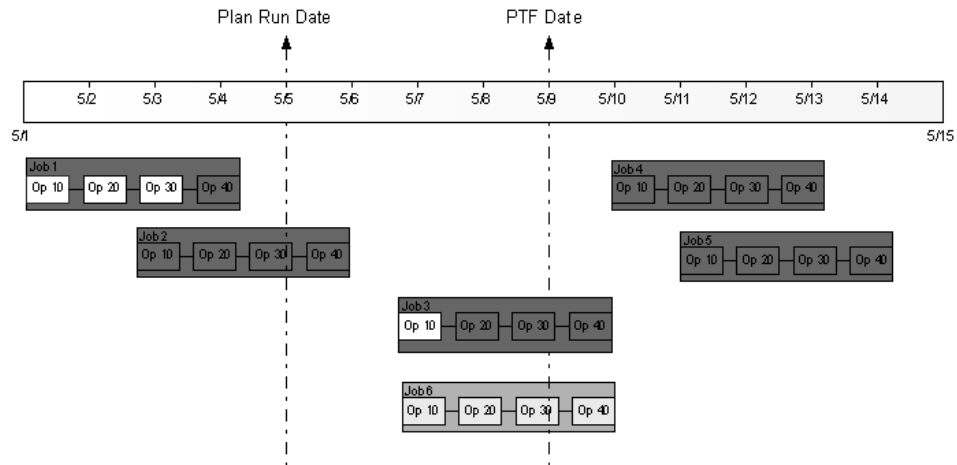 Plan Run Date PTF Date
5/2 5/3 5/4 5/5 5/6 5/7 5/8 5/9 5/10 5/11 5/12 5/13 5/14
5/1 5/15
Job 1
Op 10 Op 20 Op 30 Op 40
Job 4
Op 10 Op 20 Op 30 Op 40
Job 2
Op 10 Op 20 Op 30 Op 40
Job 5
Op 10 Op 20 Op 30 Op 40
Job 3
Op 10 Op 20 Op 30 Op 40
Job 6
Op 10 Op 20 Op 30 Op 40